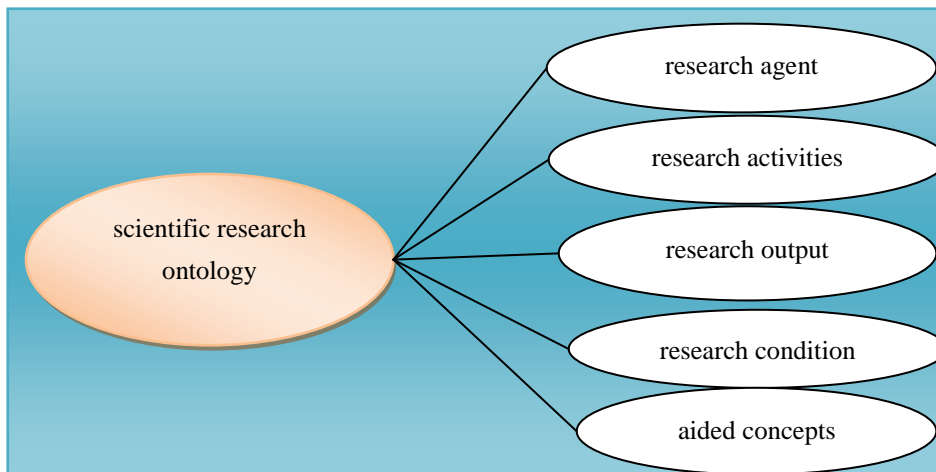 scientific research
ontology
research agent
research activities
research output
research condition
aided concepts